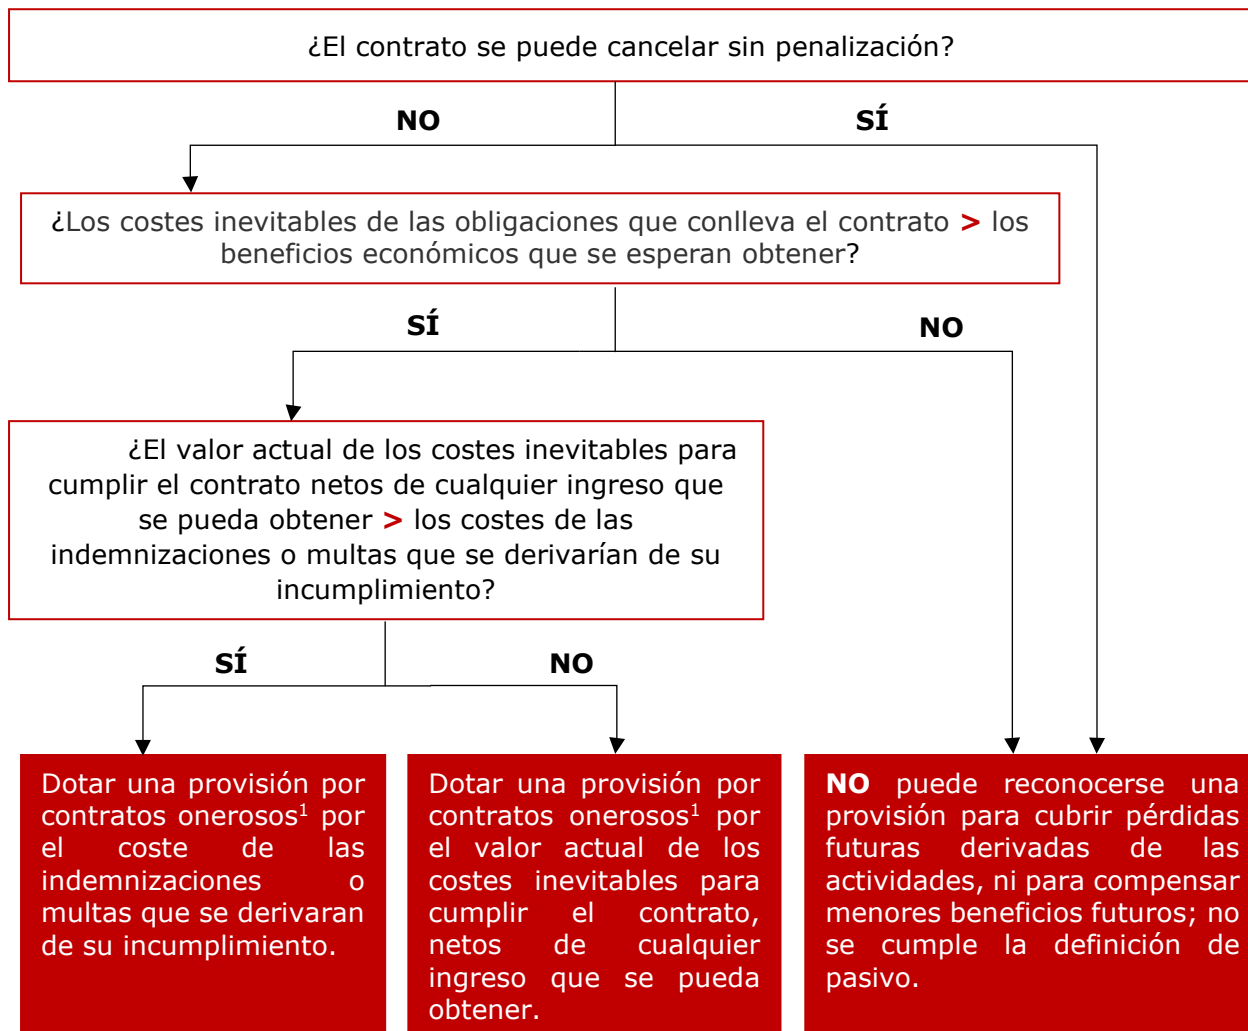 ¿El contrato se puede cancelar sin penalización?
NO
SÍ
¿Los costes inevitables de las obligaciones que conlleva el contrato > los
beneficios económicos que se esperan obtener?
SÍ
NO
¿El valor actual de los costes inevitables para
cumplir el contrato netos de cualquier ingreso que
se pueda obtener > los costes de las
indemnizaciones o multas que se derivarían de su
incumplimiento?
SÍ
NO
Dotar una provisión por
contratos onerosos¹ por
el coste de las
indemnizaciones o
multas que se derivaran
de su incumplimiento.
Dotar una provisión por
contratos onerosos¹ por
el valor actual de los
costes inevitables para
cumplir el contrato,
netos de cualquier
ingreso que se pueda
obtener.
NO puede reconocerse una
provisión para cubrir pérdidas
futuras derivadas de las
actividades, ni para compensar
menores beneficios futuros; no
se cumple la definición de
pasivo.